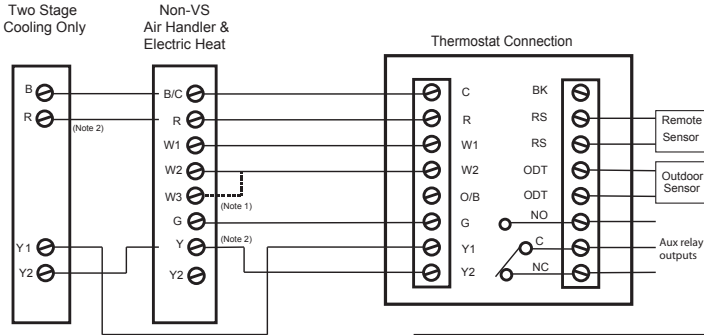 Two Stage
Cooling Only
Non-VS
Air Handler &
Electric Heat
Thermostat Connection
B
R
(Note 2)
Y1
Y2
B/C
R
W1
W2
W3
(Note 1)
G
Y
(Note 2)
Y2
C
R
W1
W2
O/B
G
Y1
Y2
BK
RS
RS
ODT
ODT
NO
C
NC
Remote
Sensor
Outdoor
Sensor
Aux relay
outputs